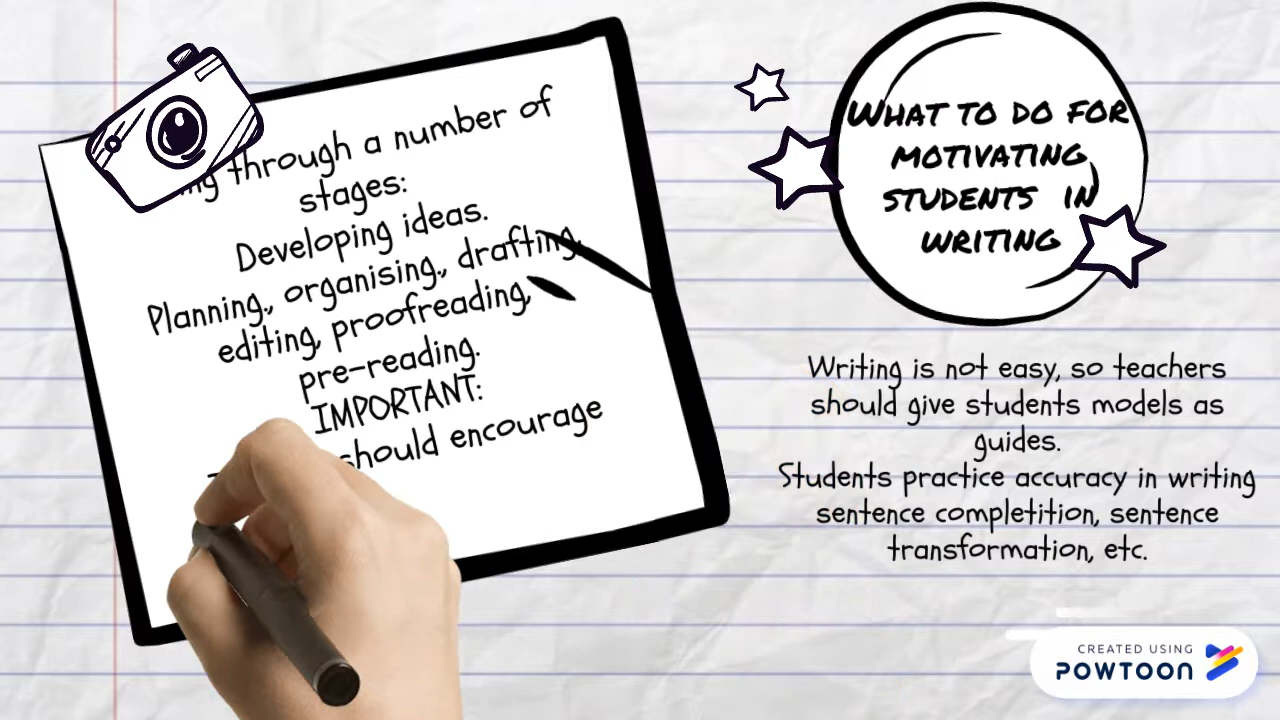 through a number of
stages:
Developing ideas.
Planning,, organising,, drafting,
editing, proofreading,
pre-reading.
IMPORTANT:
should encourage
WHAT TO DO FOR
MOTIVATING
STUDENTS IN
WRITING
Writing is not easy, so teachers
should give students models as
guides.
Students practice accuracy in writing
sentence completition, sentence
transformation, etc.
CREATED USING
POWTOON